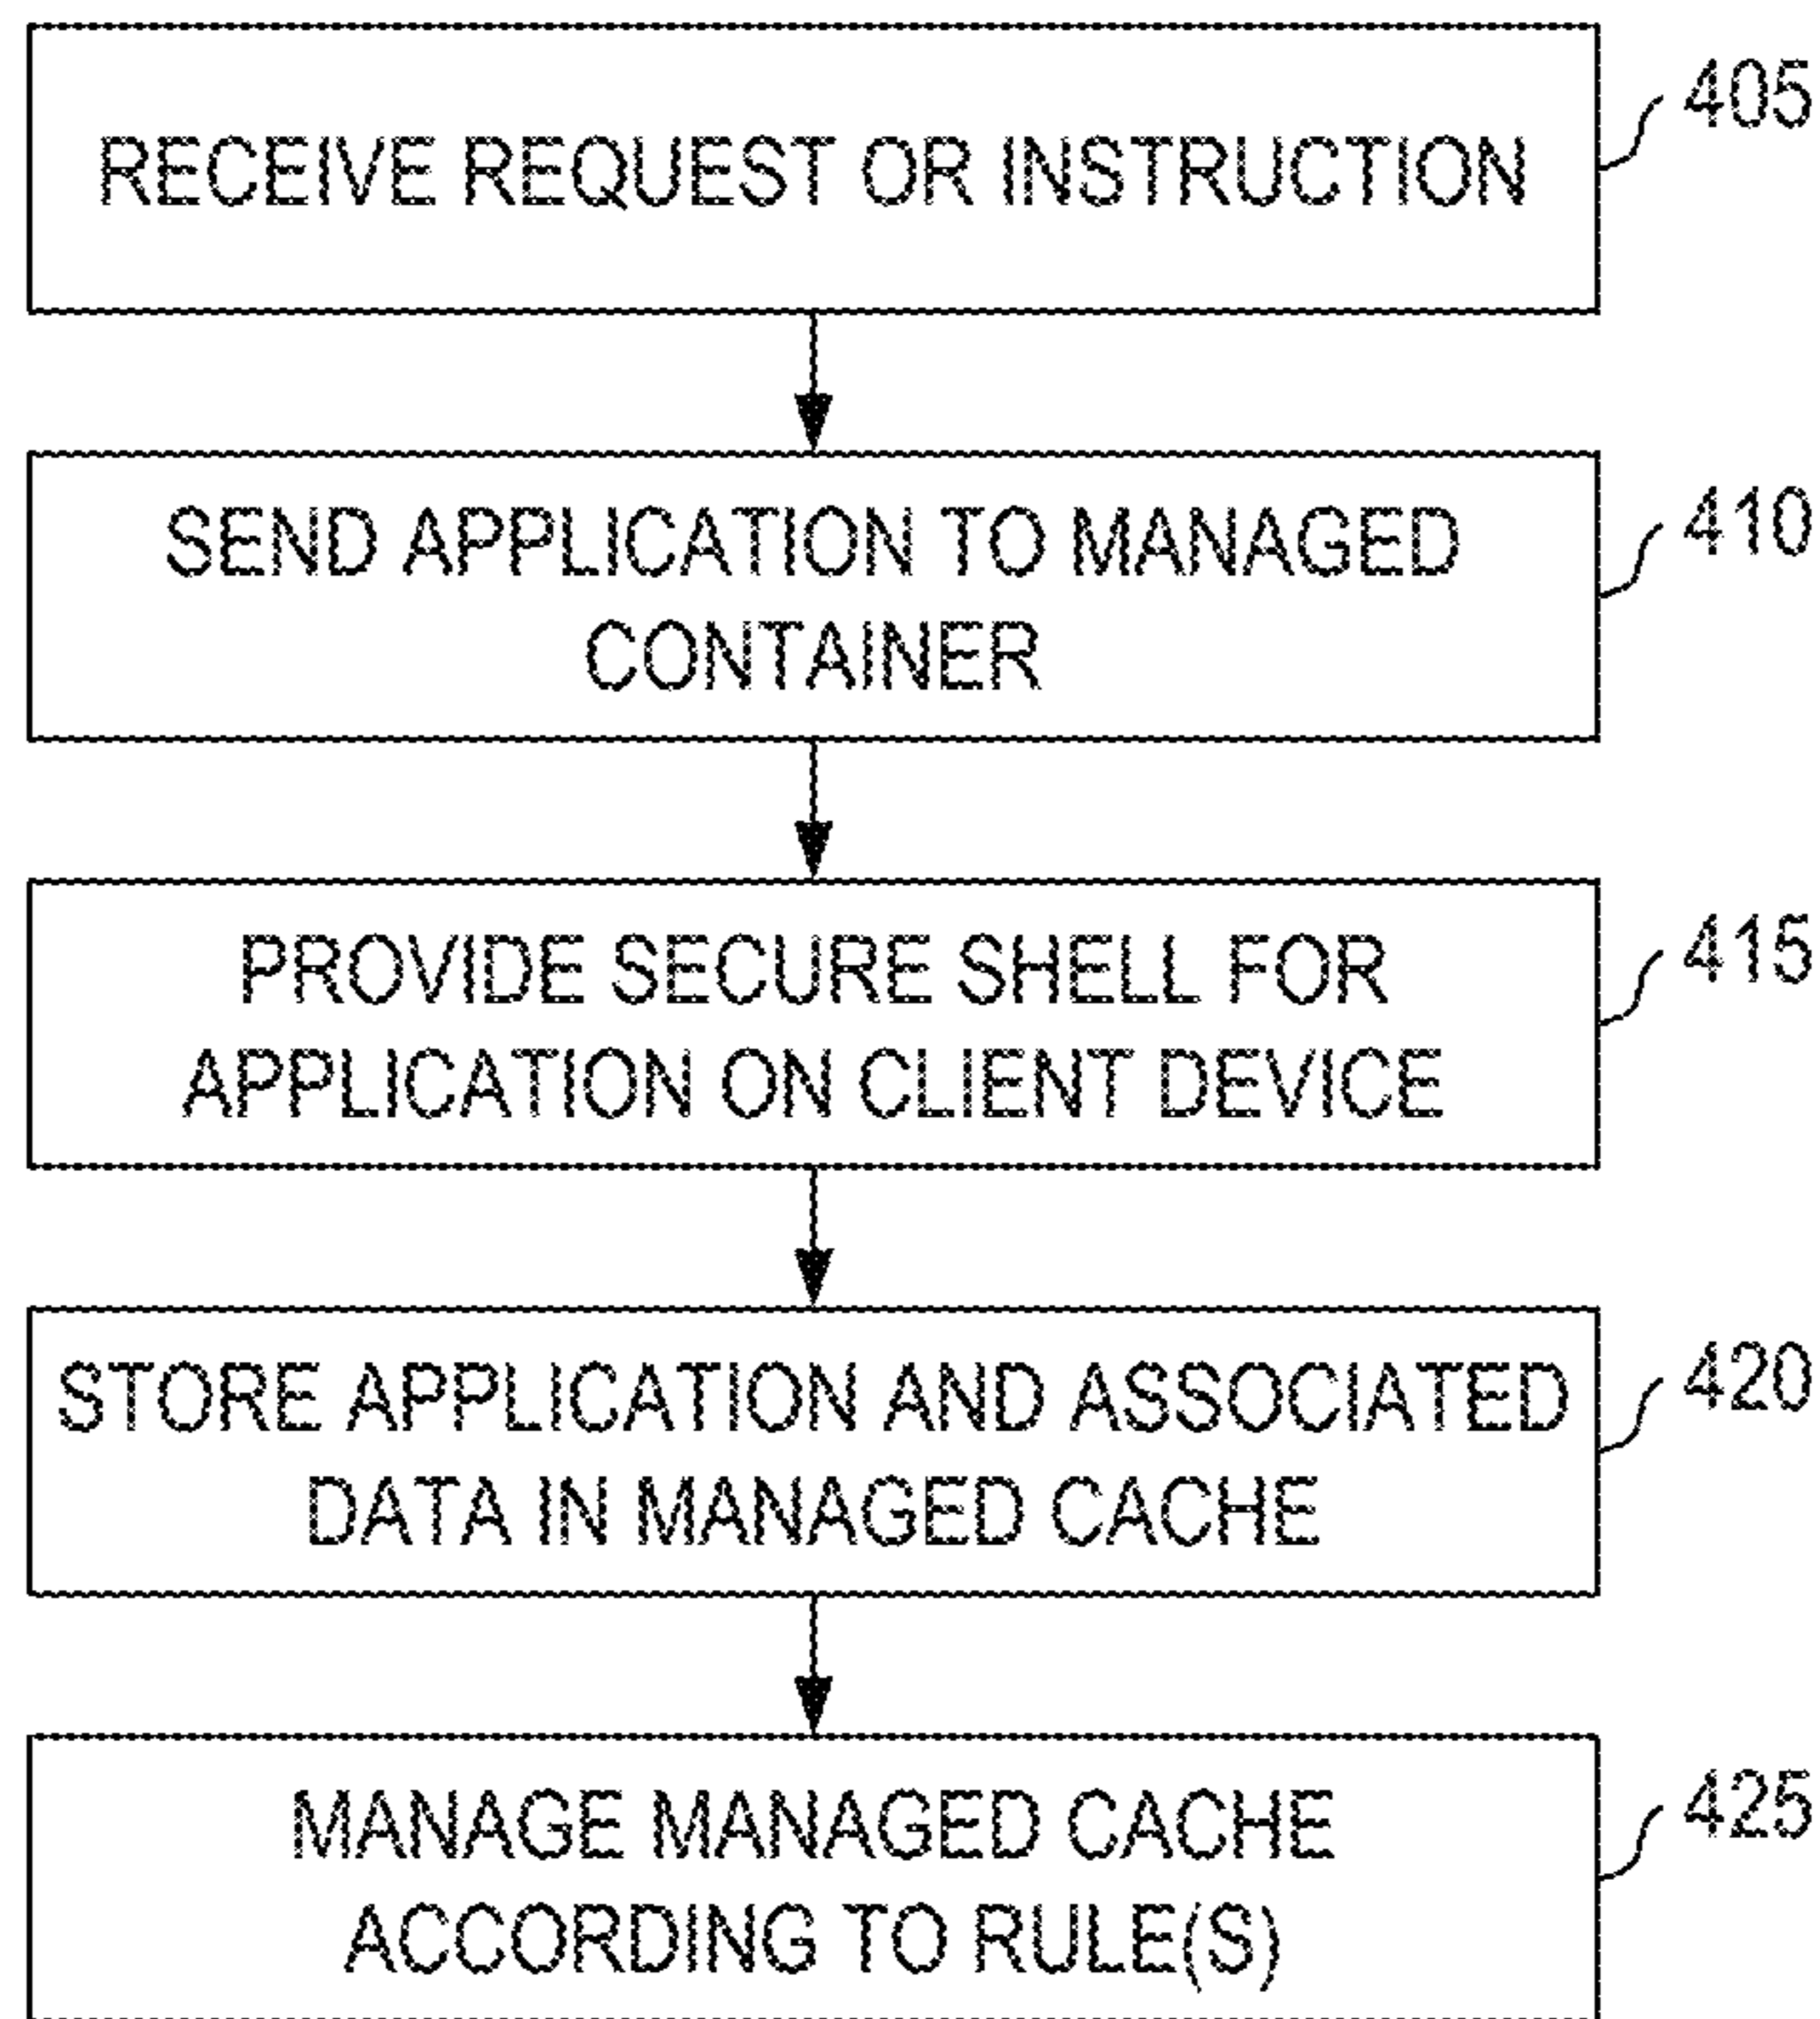 RECEIVE REQUEST OR INSTRUCTION
405
SEND APPLICATION TO MANAGED
CONTAINER
410
PROVIDE SECURE SHELL FOR
APPLICATION ON CLIENT DEVICE
415
STORE APPLICATION AND ASSOCIATED
DATA IN MANAGED CACHE
420
MANAGE MANAGED CACHE
ACCORDING TO RULE(S)
425